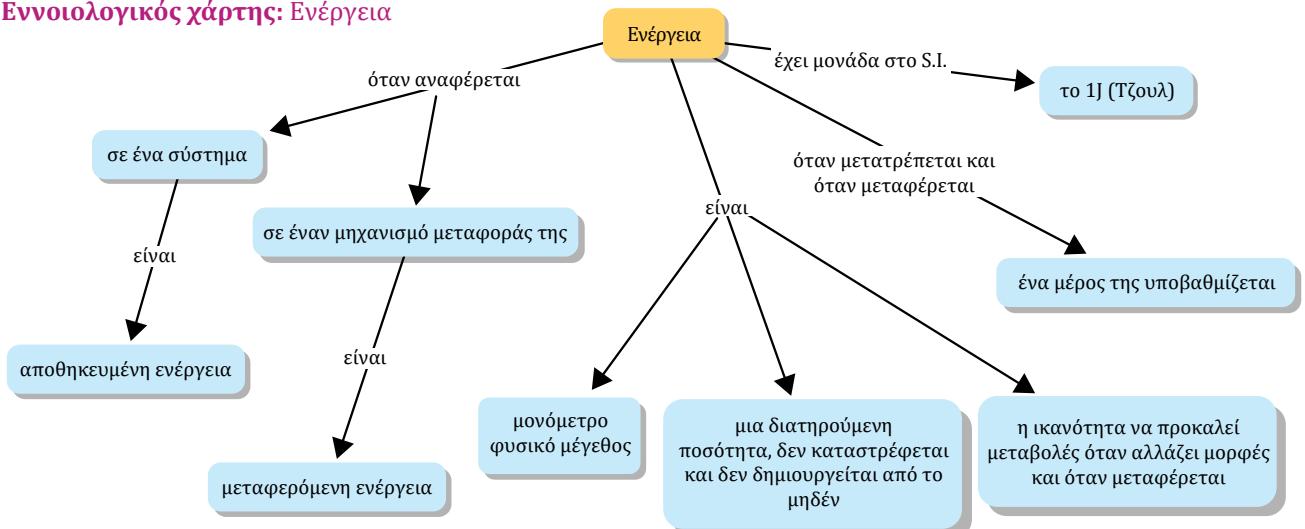 Εννοιολογικός χάρτης: Ενέργεια
Ενέργεια
έχει μονάδα στο S.I.
όταν αναφέρεται
το 1J (Τζουλ)
σε ένα σύστημα
όταν μετατρέπεται και
όταν μεταφέρεται
είναι
σε έναν μηχανισμό μεταφοράς της
είναι
ένα μέρος της υποβαθμίζεται
αποθηκευμένη ενέργεια
είναι
μονόμετρο
φυσικό μέγεθος
μια διατηρούμενη
ποσότητα, δεν καταστρέφεται
και δεν δημιουργείται από το
μηδέν
η ικανότητα να προκαλεί
μεταβολές όταν αλλάζει μορφές
και όταν μεταφέρεται
μεταφερόμενη ενέργεια